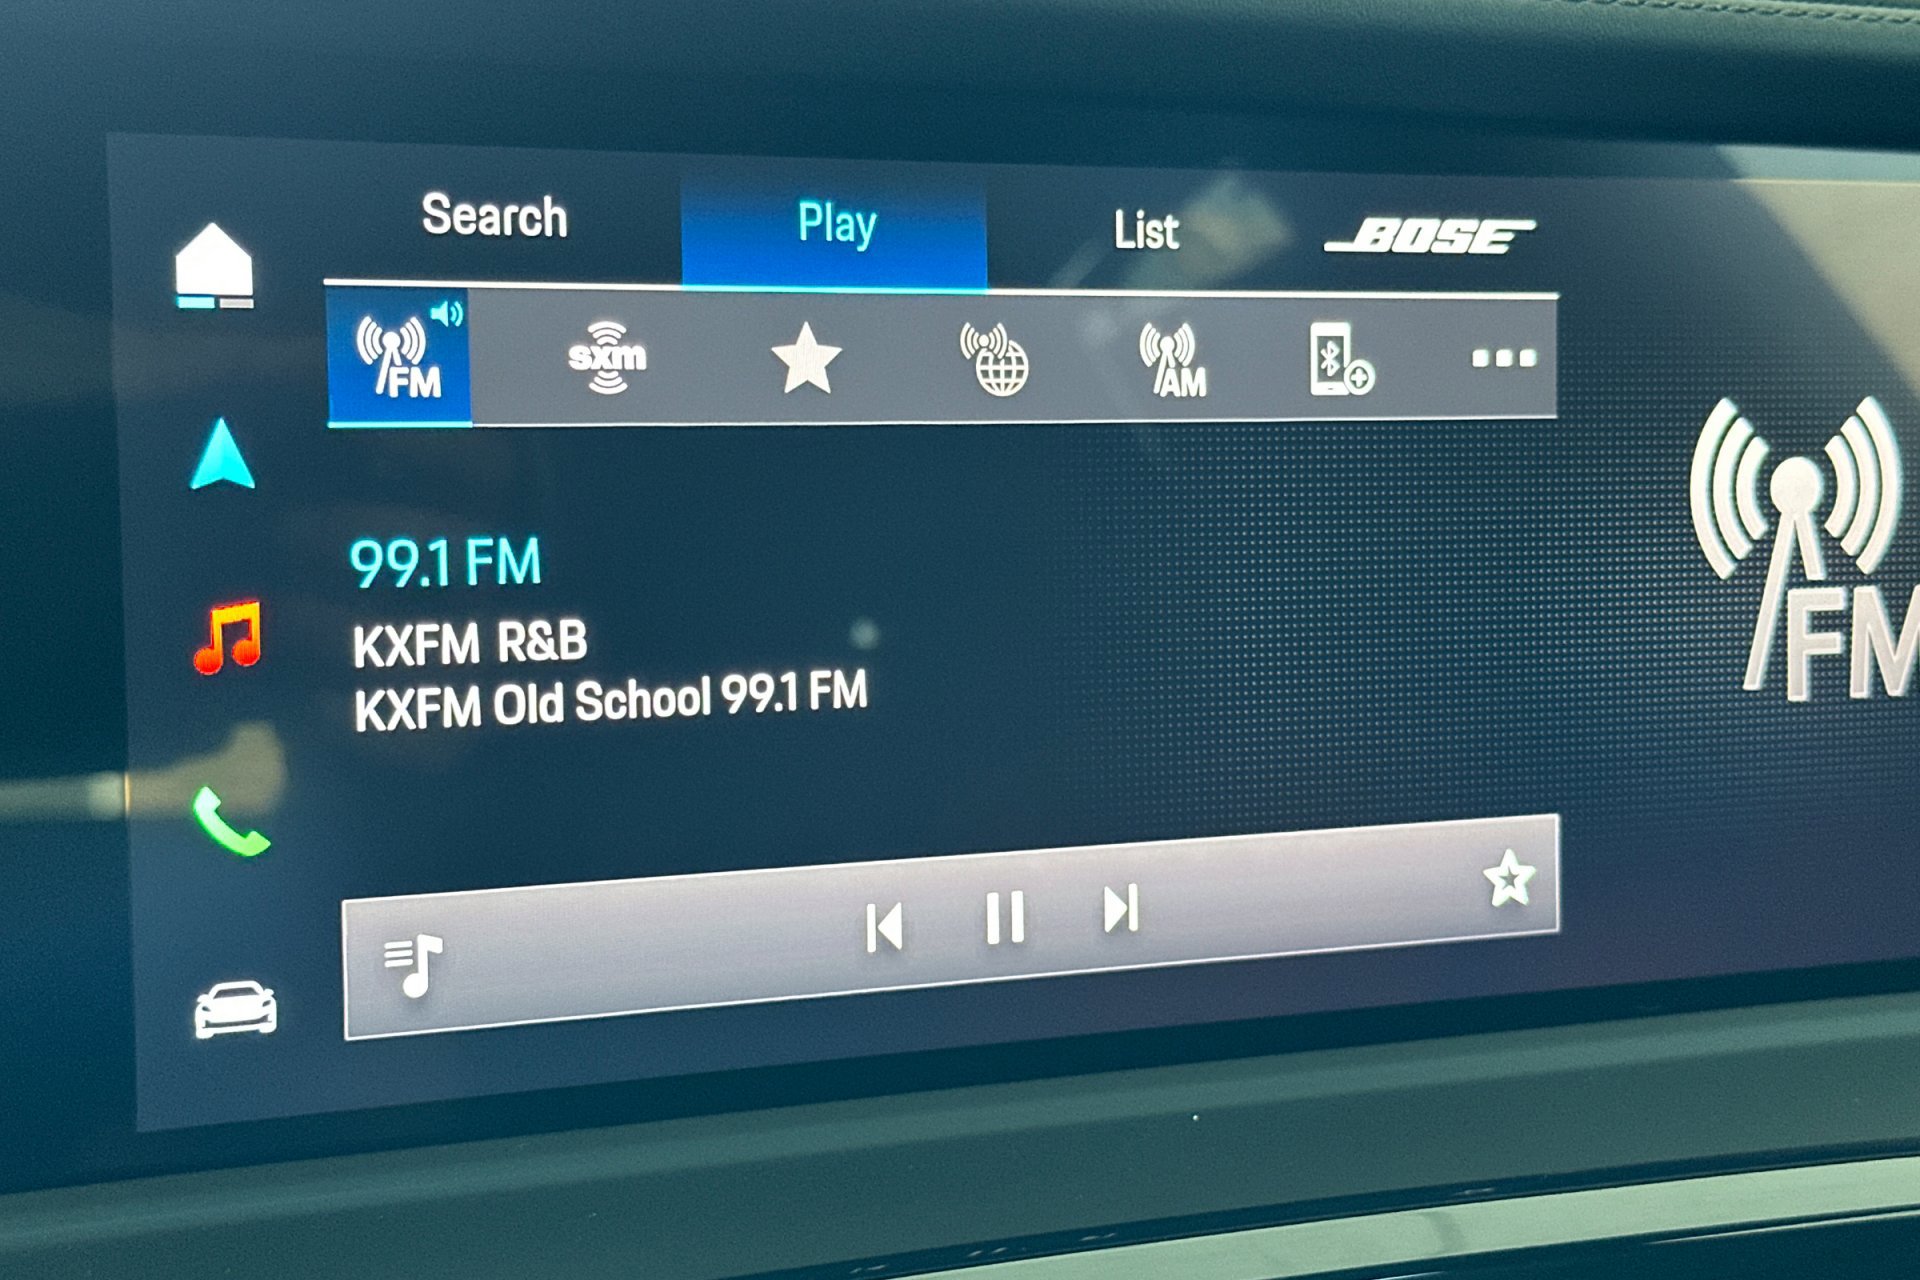 Search
Play
List
BOSE
FM
sxm
AM
99.1 FM
KXFM R&B
KXFM Old School 99.1 FM
FM